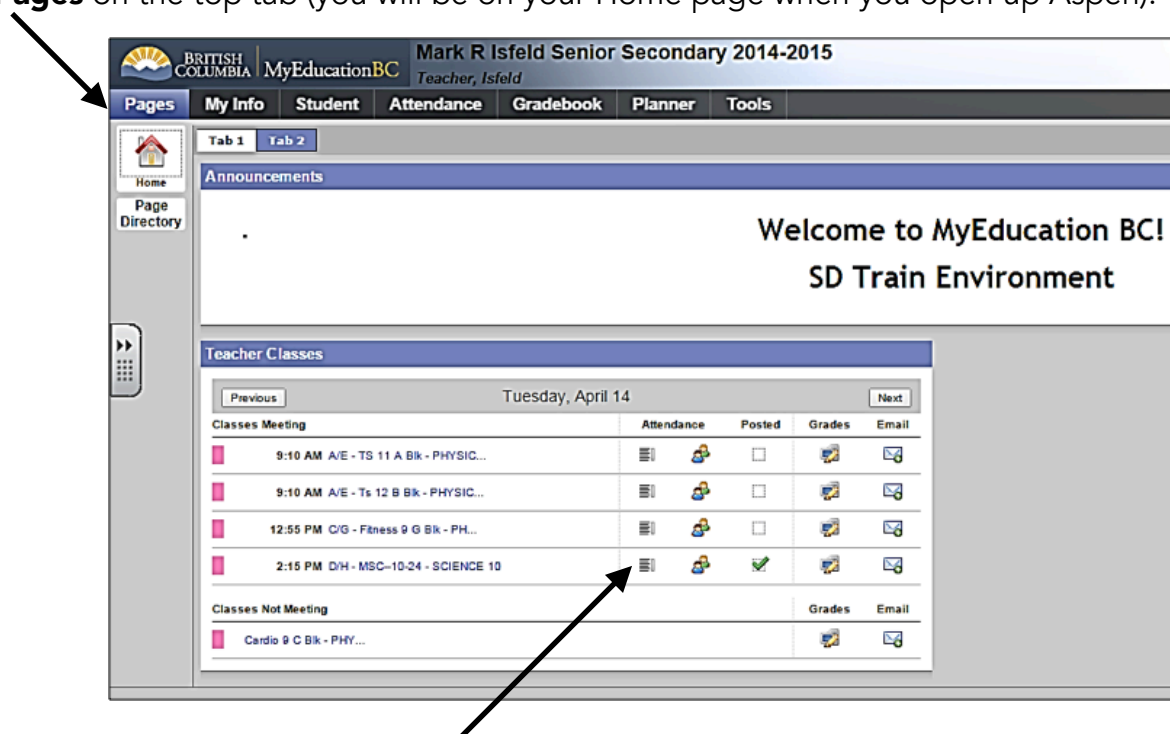 Pages on the top tab (you will be on your Home page when you open up Aspen).
BRITISH COLUMBIA MyEducationBC
Mark R Isfeld Senior Secondary 2014-2015
Teacher, Isfeld
Pages My Info Student Attendance Gradebook Planner Tools
Tab 1 Tab 2
Home
Page Directory
Announcements
.
Welcome to MyEducation BC!
SD Train Environment
Teacher Classes
Previous Tuesday, April 14 Next
Classes Meeting Attendance Posted Grades Email
9:10 AM A/E - TS 11 A Blk - PHYSIC...
9:10 AM A/E - Ts 12 B Blk - PHYSIC...
12:55 PM C/G - Fitness 9 G Blk - PH...
2:15 PM D/H - MSC--10-24 - SCIENCE 10
Classes Not Meeting Grades Email
Cardio 9 C Blk - PHY...